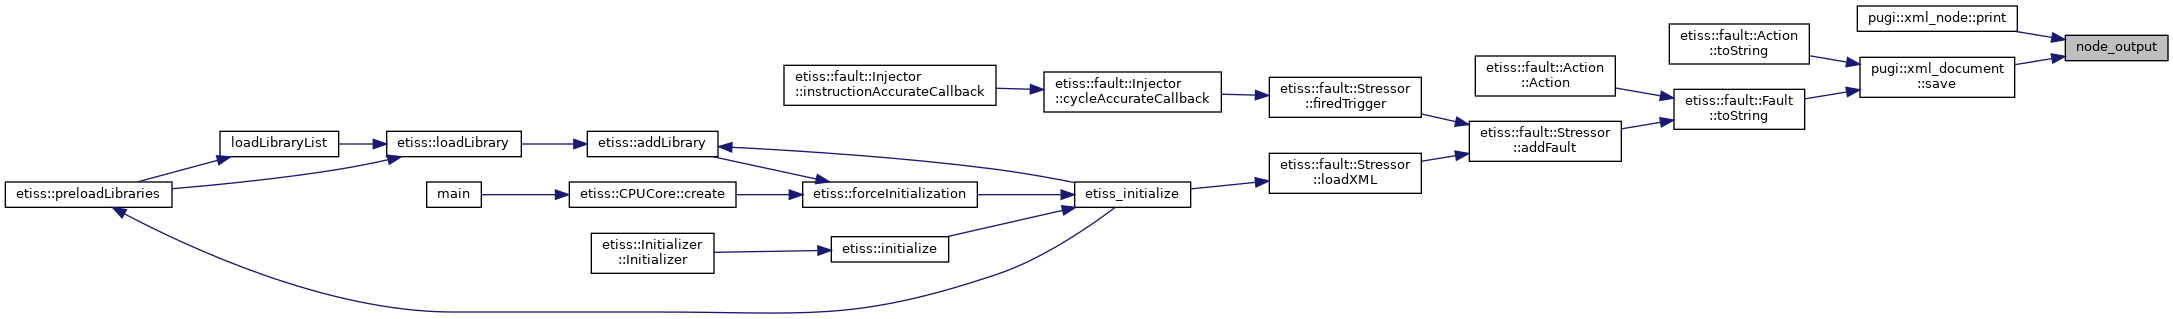 pugi::xml_node::print
etiss::fault::Action
::toString
node_output
etiss::fault::Action
::Action
pugi::xml_document
::save
etiss::fault::Injector
::instructionAccurateCallback
etiss::fault::Injector
::cycleAccurateCallback
etiss::fault::Stressor
::firedTrigger
etiss::fault::Fault
::toString
etiss::fault::Stressor
::addFault
loadLibraryList
etiss::loadLibrary
etiss::addLibrary
etiss::fault::Stressor
::loadXML
etiss::preloadLibraries
main
etiss::CPUCore::create
etiss::forceInitialization
etiss_initialize
etiss::Initializer
::Initializer
etiss::initialize